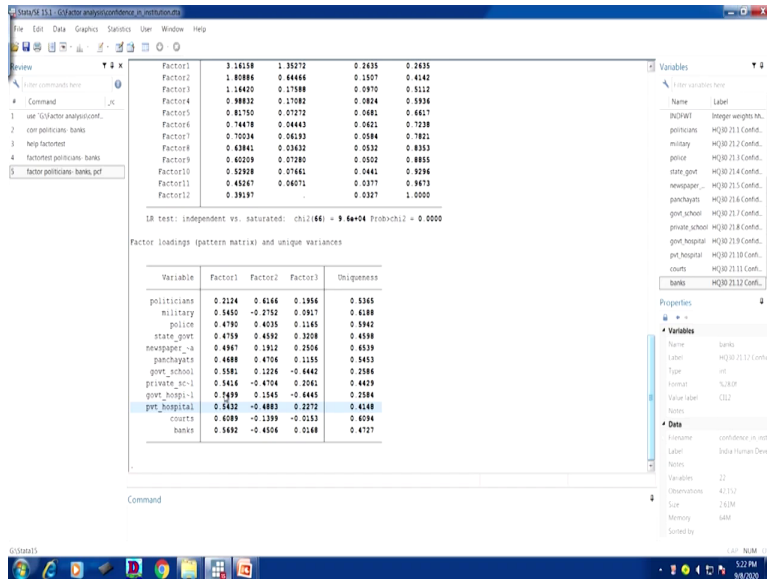 Stata/SE 15.1 - G:\Factor analysis\confidence_in_institution.dta
File Edit Data Graphics Statistics User Window Help
Review
Filter commands here
# Command _rc
1 use "G:\Factor analysis\conf...
2 corr politicians- banks
3 help factortest
4 factortest politicians- banks
5 factor politicians- banks, pcf
Factor1 3.16158 1.35272 0.2635 0.2635
Factor2 1.80886 0.64466 0.1507 0.4142
Factor3 1.16420 0.17588 0.0970 0.5112
Factor4 0.98832 0.17082 0.0824 0.5936
Factor5 0.81750 0.07272 0.0681 0.6617
Factor6 0.74478 0.04443 0.0621 0.7238
Factor7 0.70034 0.06193 0.0584 0.7821
Factor8 0.63841 0.03632 0.0532 0.8353
Factor9 0.60209 0.07280 0.0502 0.8855
Factor10 0.52928 0.07661 0.0441 0.9296
Factor11 0.45267 0.06071 0.0377 0.9673
Factor12 0.39197 . 0.0327 1.0000
LR test: independent vs. saturated: chi2(66) = 9.6e+04 Prob>chi2 = 0.0000
Factor loadings (pattern matrix) and unique variances
Variable Factor1 Factor2 Factor3 Uniqueness
politicians 0.2124 0.6166 0.1956 0.5365
military 0.5450 -0.2752 0.0917 0.6188
police 0.4790 0.4035 0.1165 0.5942
state_govt 0.4759 0.4592 0.3208 0.4598
newspaper_~a 0.4967 0.1912 0.2506 0.6539
panchayats 0.4688 0.4706 0.1155 0.5453
govt_school 0.5581 0.1226 -0.6442 0.2586
private_sc~l 0.5416 -0.4704 0.2061 0.4429
govt_hospi~l 0.5499 0.1545 -0.6445 0.2584
pvt_hospital 0.5432 -0.4883 0.2272 0.4148
courts 0.6089 -0.1399 -0.0153 0.6094
banks 0.5692 -0.4506 0.0168 0.4727
.
Command
Variables
Filter variables here
Name Label
INDFWT Integer weights hh...
politicians HQ30 21.1 Confid...
military HQ30 21.2 Confid...
police HQ30 21.3 Confid...
state_govt HQ30 21.4 Confid...
newspaper_... HQ30 21.5 Confid...
panchayats HQ30 21.6 Confid...
govt_school HQ30 21.7 Confid...
private_school HQ30 21.8 Confid...
govt_hospital HQ30 21.9 Confid...
pvt_hospital HQ30 21.10 Confi...
courts HQ30 21.11 Confi...
banks HQ30 21.12 Confi...
Properties
Variables
Name banks
Label HQ30 21.12 Confi
Type int
Format %28.0f
Value label
Notes
Data
Filename confidence_in_inst
Label India Human Deve
Notes
Variables 22
Observations 42,152
Size 2.61M
Memory 64M
Sorted by
G:\Stata15
CAP NUM
5:22 PM
9/8/2020